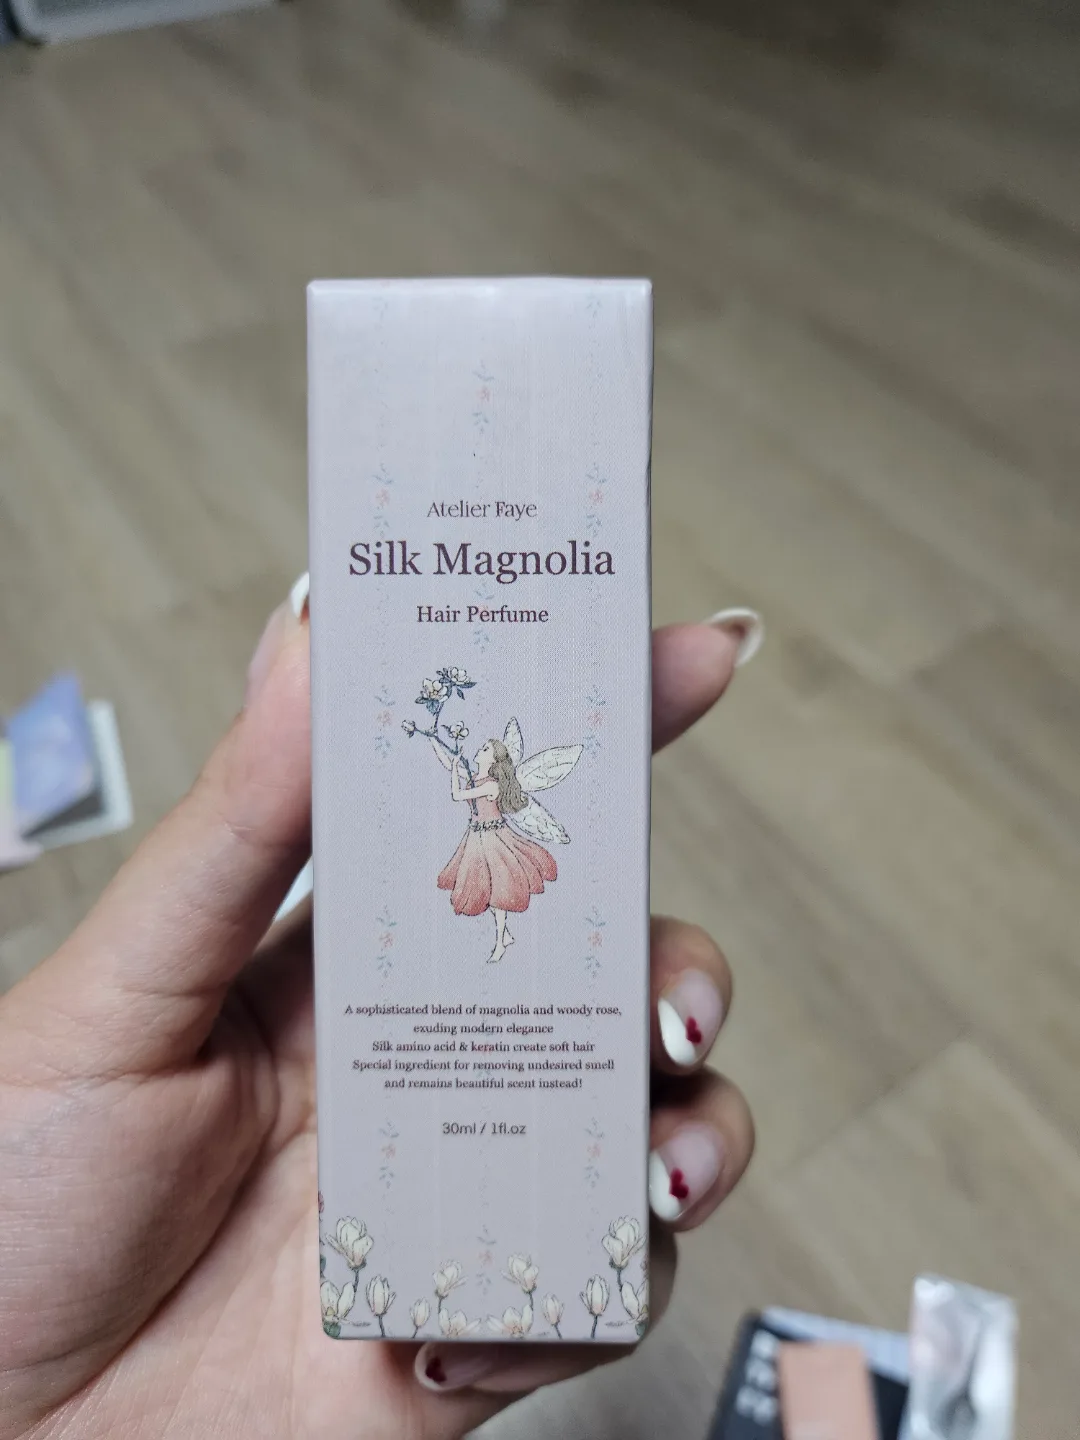 Atelier Faye
Silk Magnolia
Hair Perfume
A sophisticated blend of magnolia and woody rose,
exuding modern elegance
Silk amino acid & keratin create soft hair
Special ingredient for removing undesired smell
and remains beautiful scent instead!
30ml / 1fl.oz